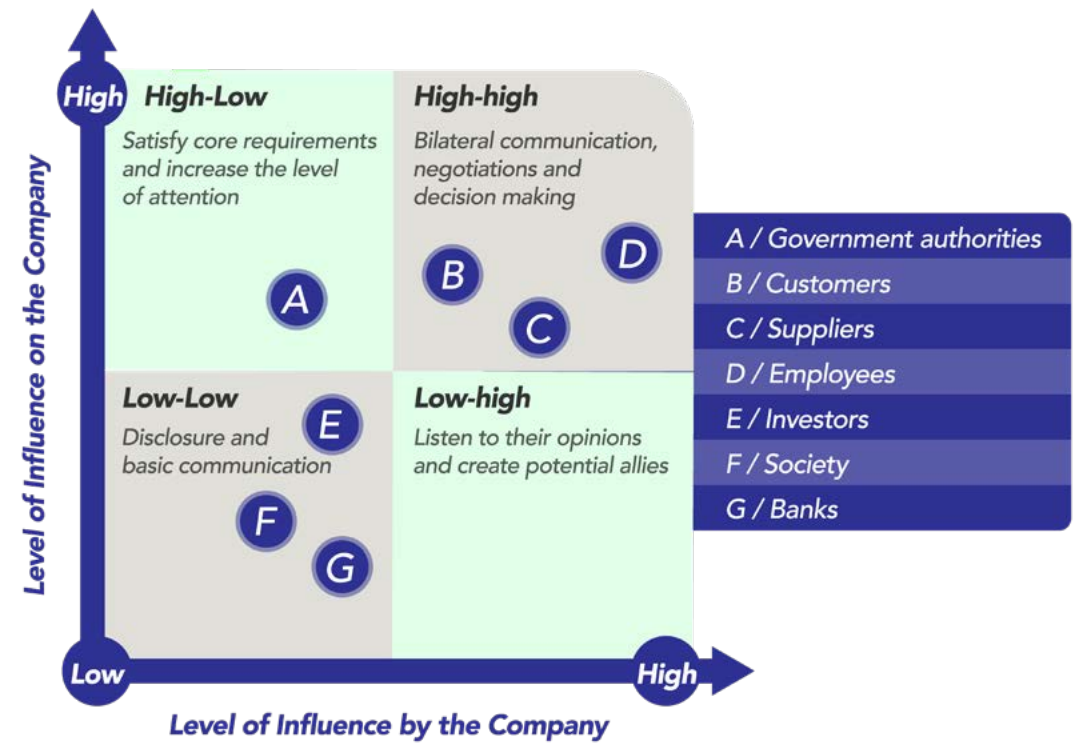 High
High-Low
Satisfy core requirements
and increase the level
of attention
High-high
Bilateral communication,
negotiations and
decision making
A
B
C
D
Low-Low
Disclosure and
basic communication
E
F
G
Low-high
Listen to their opinions
and create potential allies
A / Government authorities
B / Customers
C / Suppliers
D / Employees
E / Investors
F / Society
G / Banks
Level of Influence on the Company
Low
High
Level of Influence by the Company